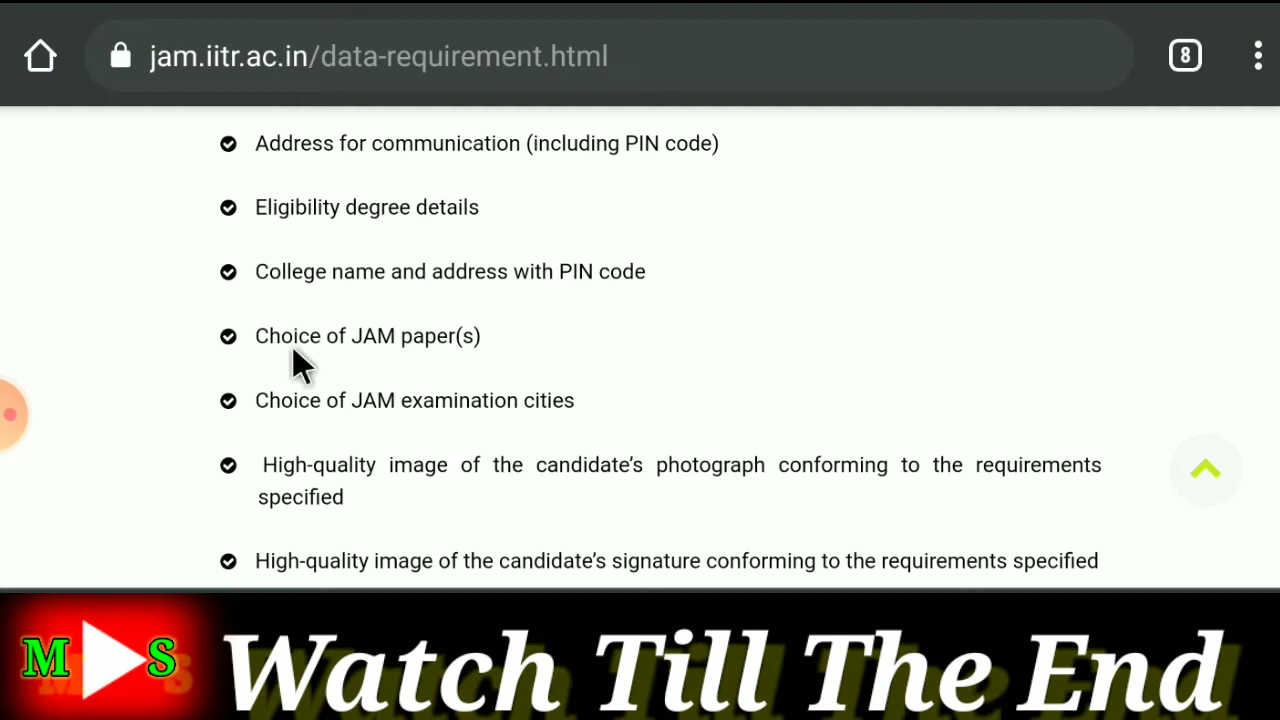 jam.iitr.ac.in/data-requirement.html
8
Address for communication (including PIN code)
Eligibility degree details
College name and address with PIN code
Choice of JAM paper(s)
Choice of JAM examination cities
High-quality image of the candidate’s photograph conforming to the requirements
specified
High-quality image of the candidate’s signature conforming to the requirements specified
M S
Watch Till The End